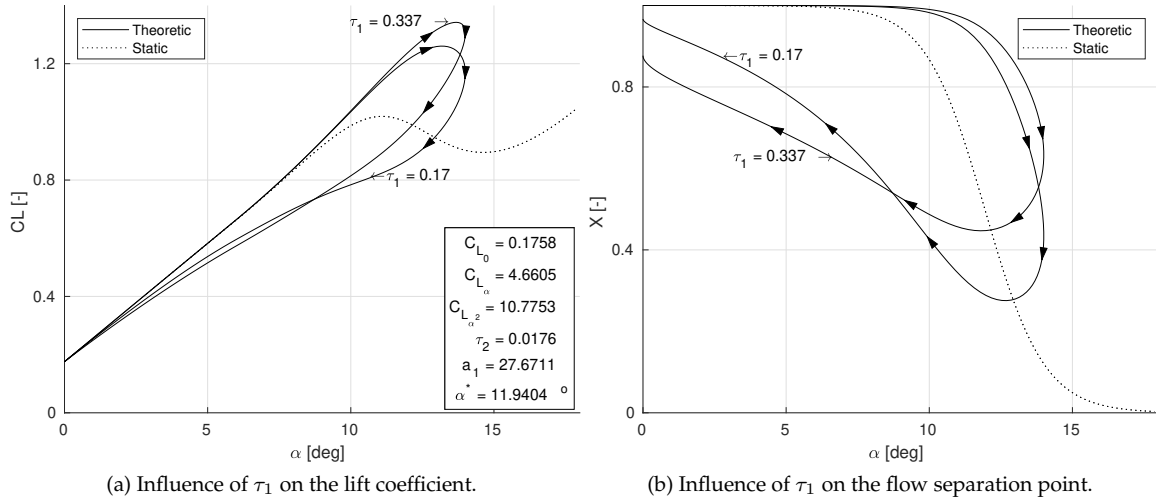 Theoretic
Static
τ1 = 0.337→
←τ1 = 0.17
1.2
0.8
0.4
0
CL [-]
CL0 = 0.1758
CLα = 4.6605
CLα2 = 10.7753
τ2 = 0.0176
a1 = 27.6711
α* = 11.9404 o
0 5 10 15
α [deg]
(a) Influence of τ1 on the lift coefficient.
Theoretic
Static
←τ1 = 0.17
τ1 = 0.337→
0.8
0.4
0
X [-]
0 5 10 15
α [deg]
(b) Influence of τ1 on the flow separation point.